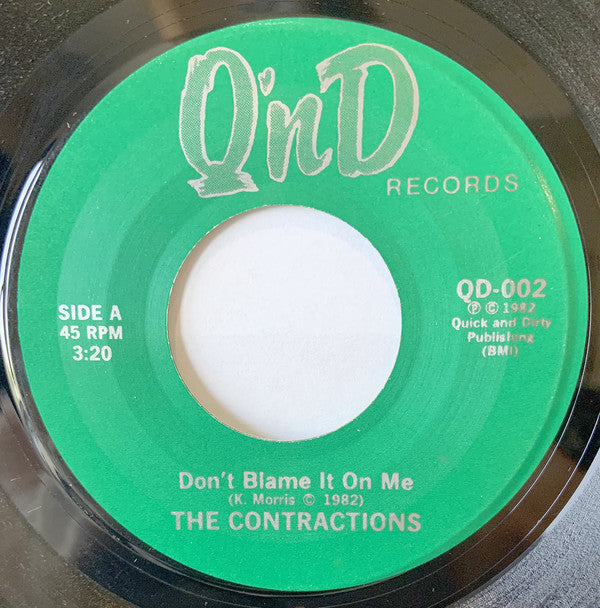 Q'nD
RECORDS
SIDE A
45 RPM
3:20
QD-002
℗ © 1982
Quick and Dirty
Publishing
(BMI)
Don't Blame It On Me
(K. Morris © 1982)
THE CONTRACTIONS